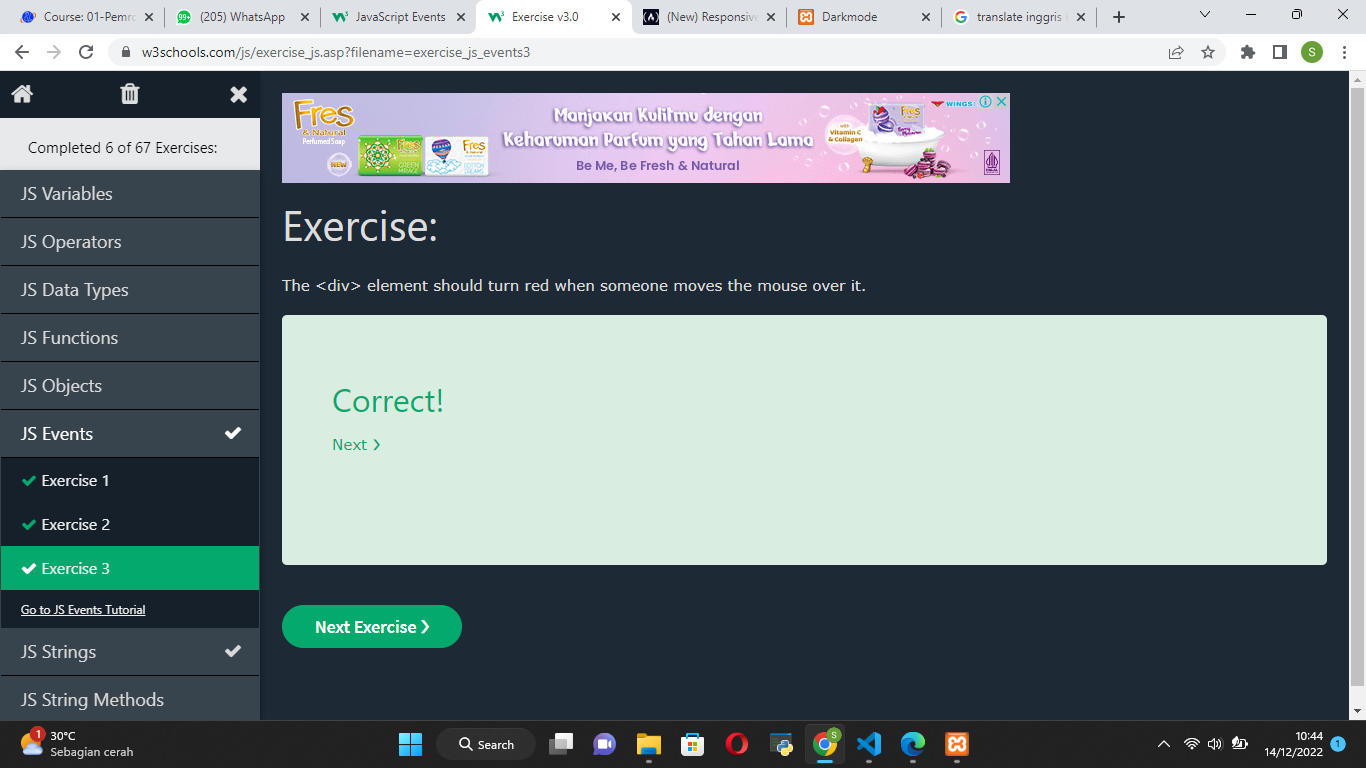 Course: 01-Pemro
(205) WhatsApp
JavaScript Events
Exercise v3.0
(New) Responsive
Darkmode
translate inggris
w3schools.com/js/exercise_js.asp?filename=exercise_js_events3
S
Completed 6 of 67 Exercises:
JS Variables
JS Operators
JS Data Types
JS Functions
JS Objects
JS Events
Exercise 1
Exercise 2
Exercise 3
Go to JS Events Tutorial
JS Strings
JS String Methods
Fres
& Natural
Perfumed Soap
NEW
Manjakan Kulitmu dengan
Keharuman Parfum yang Tahan Lama
Be Me, Be Fresh & Natural
with
Vitamin C
& Collagen
WINGS
Exercise:
The <div> element should turn red when someone moves the mouse over it.
Correct!
Next ❯
Next Exercise ❯
1
30°C
Sebagian cerah
Search
S
10:44
14/12/2022
1